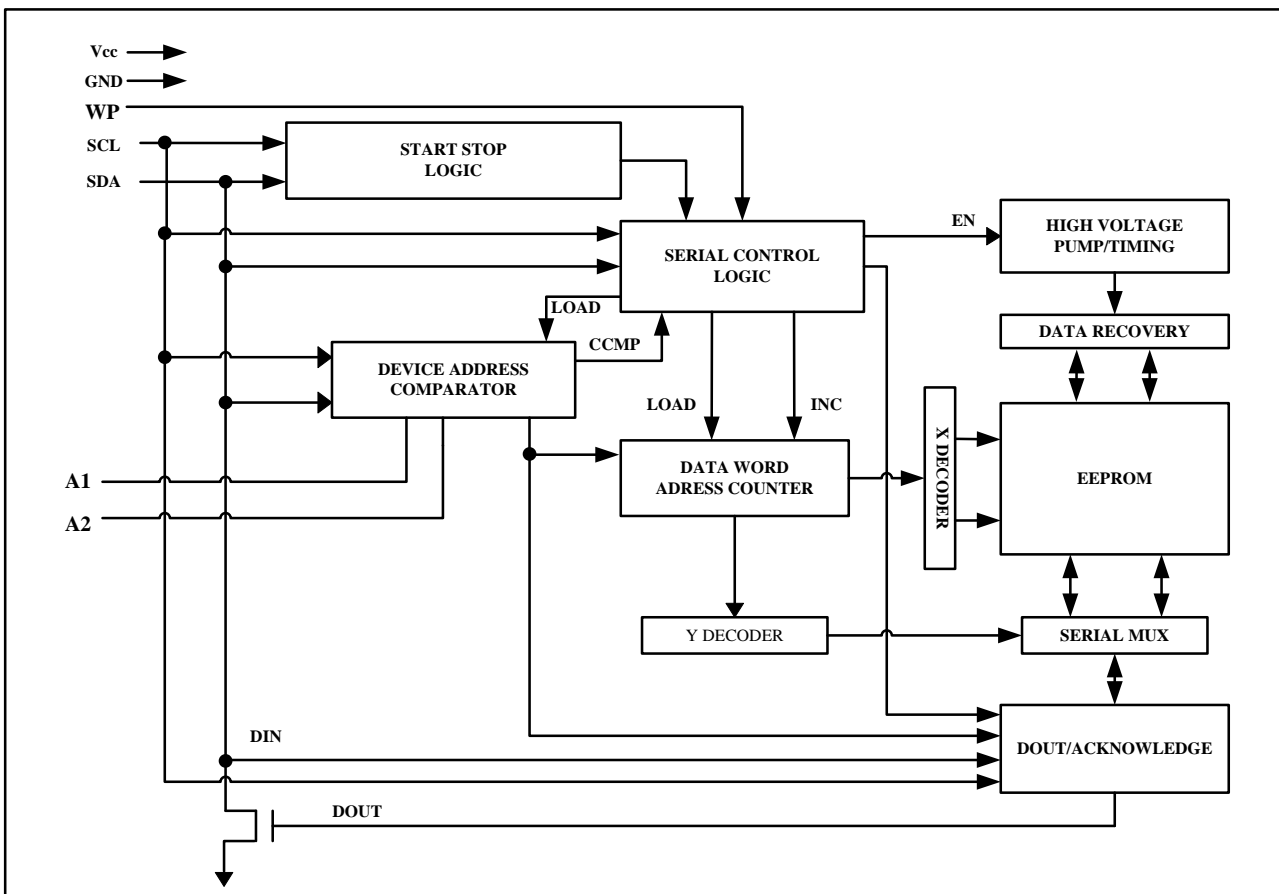 Vcc
GND
WP
SCL
SDA
START STOP
LOGIC
SERIAL CONTROL
LOGIC
EN
HIGH VOLTAGE
PUMP/TIMING
DATA RECOVERY
LOAD
CCMP
DEVICE ADDRESS
COMPARATOR
LOAD
INC
A1
A2
DATA WORD
ADRESS COUNTER
X DECODER
EEPROM
Y DECODER
SERIAL MUX
DIN
DOUT/ACKNOWLEDGE
DOUT